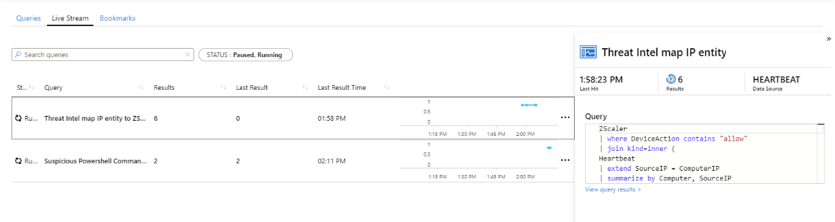 Queries Live Stream Bookmarks
»
Search queries ×
STATUS : Paused, Running
St... Query Results Last Result Last Result Time
Ru... Threat Intel map IP entity to ZS... 6 0 01:58 PM ...
1
0.5
0
1:15 PM 1:30 PM 1:45 PM 2:00 PM
Ru... Suspicious Powershell Comman... 2 2 02:11 PM ...
1
0.5
0
1:15 PM 1:30 PM 1:45 PM 2:00 PM
Threat Intel map IP entity
1:58:23 PM 6 HEARTBEAT
Last Hit Results Data Source
Query
ZScaler
| where DeviceAction contains "allow"
| join kind=inner (
Heartbeat
| extend SourceIP = ComputerIP
| summarize by Computer, SourceIP
View query results >